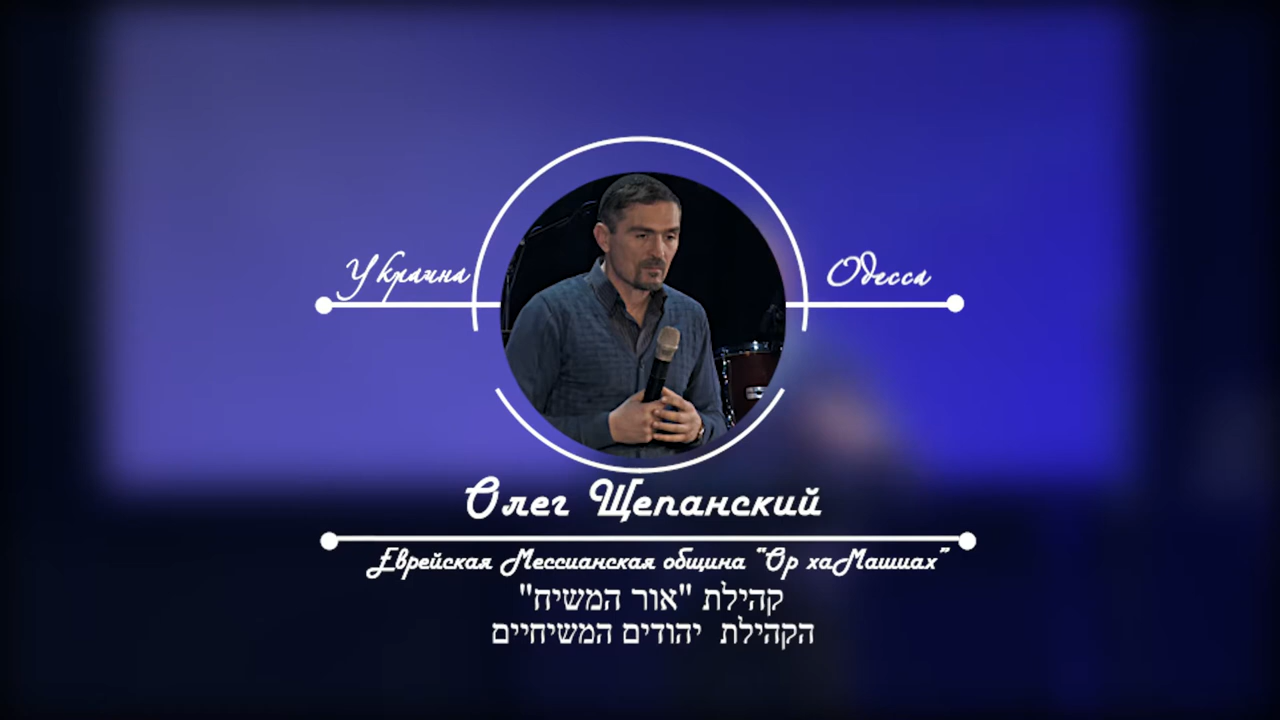 Украина
Одесса
Олег Щепанский
Еврейская Мессианская община "Ор хаМашиах"
קהילת "אור המשיח"
הקהילת יהודים המשיחיים